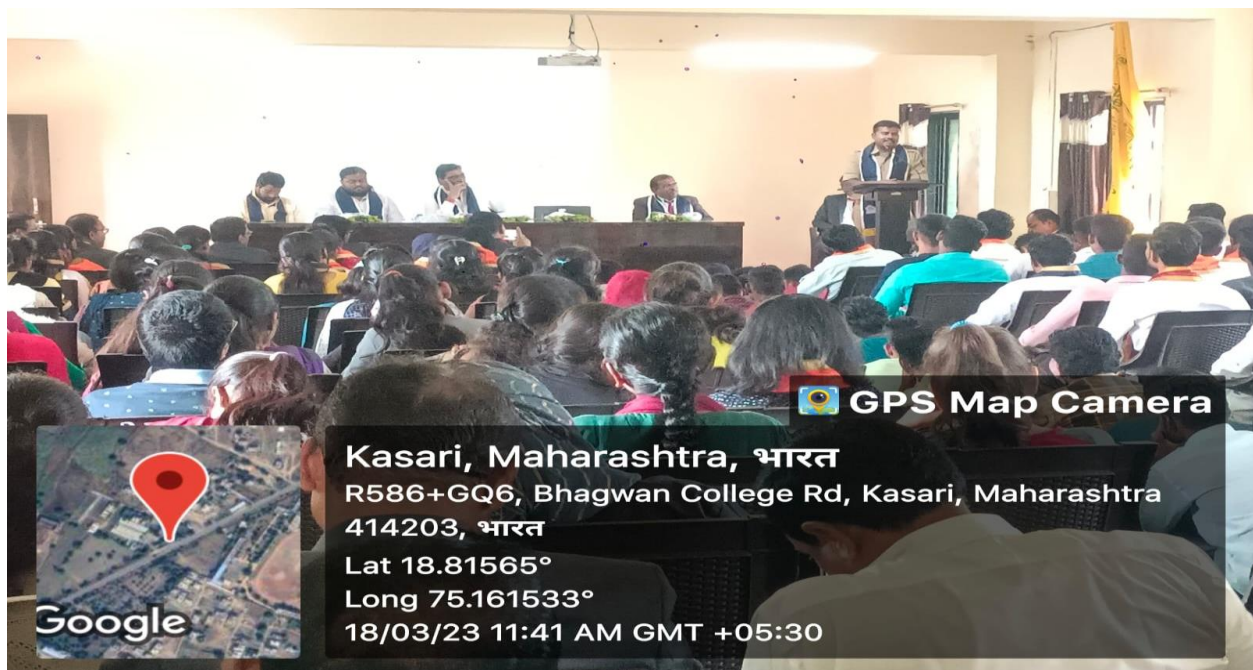 GPS Map Camera
Kasari, Maharashtra, भारत
R586+GQ6, Bhagwan College Rd, Kasari, Maharashtra
414203, भारत
Lat 18.81565°
Long 75.161533°
18/03/23 11:41 AM GMT +05:30
Google